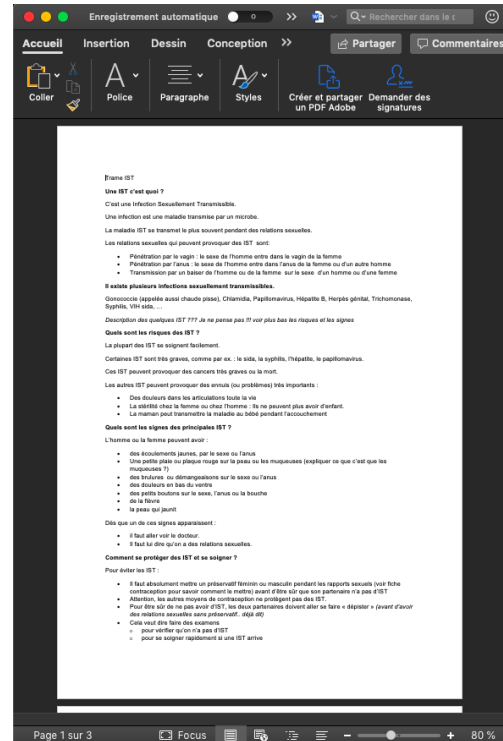 Enregistrement automatique
Rechercher dans le c
Accueil Insertion Dessin Conception Partager Commentaires
Coller Police Paragraphe Styles Créer et partager un PDF Adobe Demander des signatures
Trame IST
Une IST c'est quoi ?
C'est une Infection Sexuellement Transmissible.
Une infection est une maladie transmise par un microbe.
La maladie IST se transmet le plus souvent pendant des relations sexuelles.
Les relations sexuelles qui peuvent provoquer des IST sont:
• Pénétration par le vagin : le sexe de l'homme entre dans le vagin de la femme
• Pénétration par l'anus : le sexe de l'homme entre dans l'anus de la femme ou d'un autre homme
• Transmission par un baiser de l'homme ou de la femme sur le sexe d'un homme ou d'une femme
Il existe plusieurs infections sexuellement transmissibles.
Gonococcie (appelée aussi chaude pisse), Chlamidia, Papillomavirus, Hépatite B, Herpès génital, Trichomonase,
Syphilis, VIH sida, …
Description des quelques IST ??? Je ne pense pas !!! voir plus bas les risques et les signes
Quels sont les risques des IST ?
La plupart des IST se soignent facilement.
Certaines IST sont très graves, comme par ex. : le sida, la syphilis, l'hépatite, le papillomavirus.
Ces IST peuvent provoquer des cancers très graves ou la mort.
Les autres IST peuvent provoquer des ennuis (ou problèmes) très importants :
• Des douleurs dans les articulations toute la vie
• La stérilité chez la femme ou chez l'homme : ils ne peuvent plus avoir d'enfant.
• La maman peut transmettre la maladie au bébé pendant l'accouchement
Quels sont les signes des principales IST ?
L'homme ou la femme peuvent avoir :
• des écoulements jaunes, par le sexe ou l'anus
• Une petite plaie ou plaque rouge sur la peau ou les muqueuses (expliquer ce que c'est que les
muqueuses ?)
• des brulures ou démangeaisons sur le sexe ou l'anus
• des douleurs en bas du ventre
• des petits boutons sur le sexe, l'anus ou la bouche
• de la fièvre
• la peau qui jaunit
Dès que un de ces signes apparaissent :
• il faut aller voir le docteur.
• Il faut lui dire qu'on a des relations sexuelles.
Comment se protéger des IST et se soigner ?
Pour éviter les IST :
• Il faut absolument mettre un préservatif féminin ou masculin pendant les rapports sexuels (voir fiche
contraception pour savoir comment le mettre) avant d'être sûr que son partenaire n'a pas d'IST
• Attention, les autres moyens de contraception ne protègent pas des IST.
• Pour être sûr de ne pas avoir d'IST, les deux partenaires doivent aller se faire « dépister » (avant d'avoir
des relations sexuelles sans préservatif.. déjà dit)
• Cela veut dire faire des examens
o pour vérifier qu'on n'a pas d'IST
o pour se soigner rapidement si une IST arrive
Page 1 sur 3 Focus 80 %